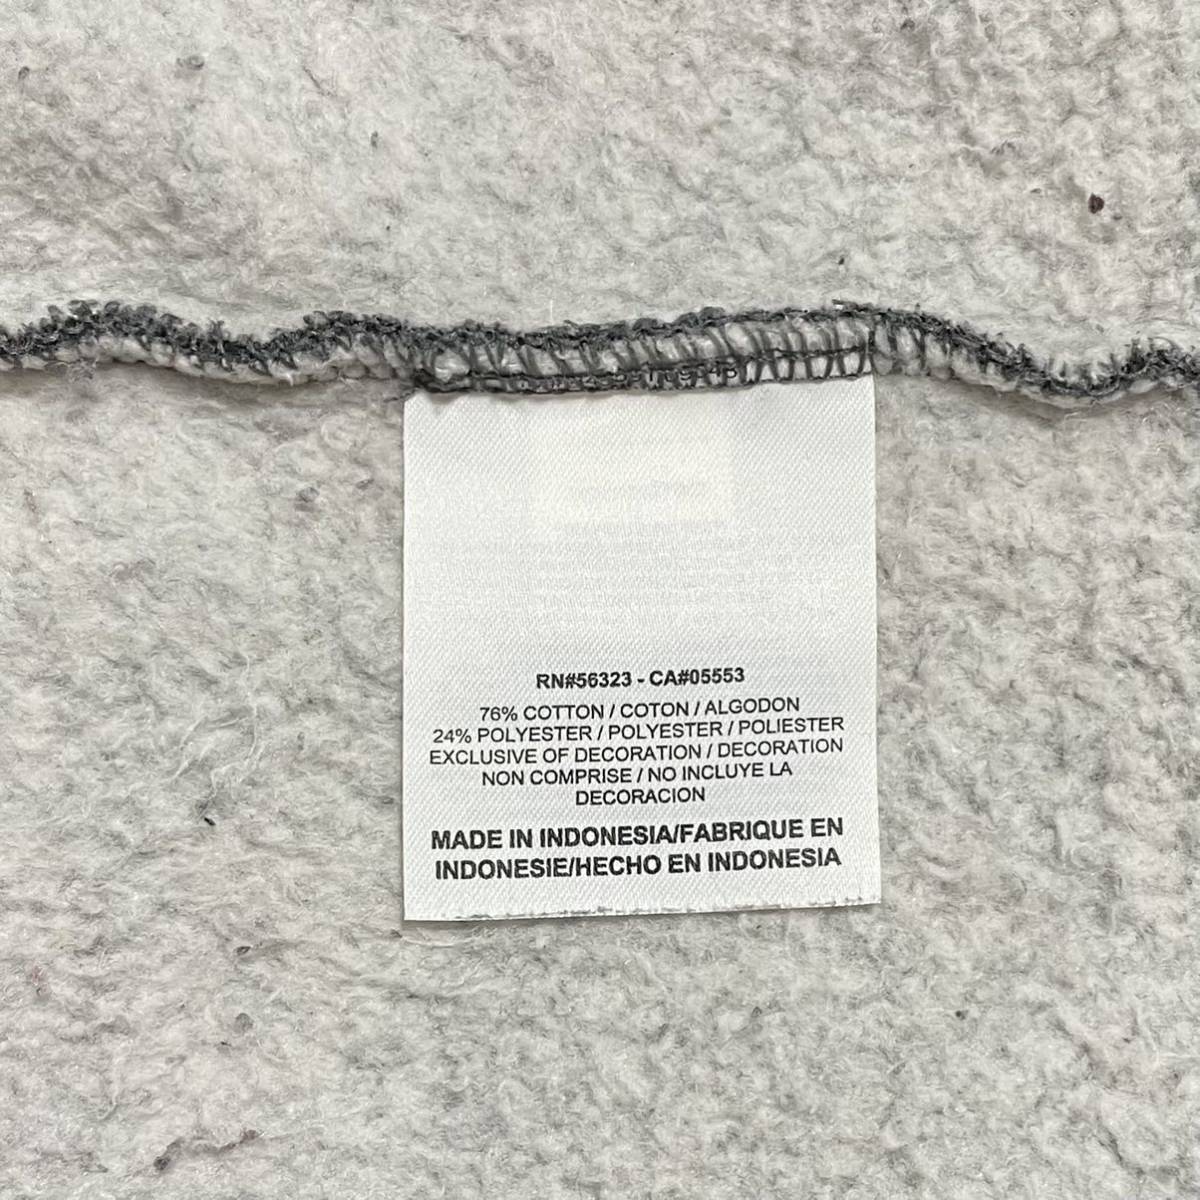 RN#56323 - CA#05553
76% COTTON / COTON / ALGODON
24% POLYESTER / POLYESTER / POLIESTER
EXCLUSIVE OF DECORATION / DECORATION
NON COMPRISE / NO INCLUYE LA
DECORACION
MADE IN INDONESIA/FABRIQUE EN
INDONESIE/HECHO EN INDONESIA